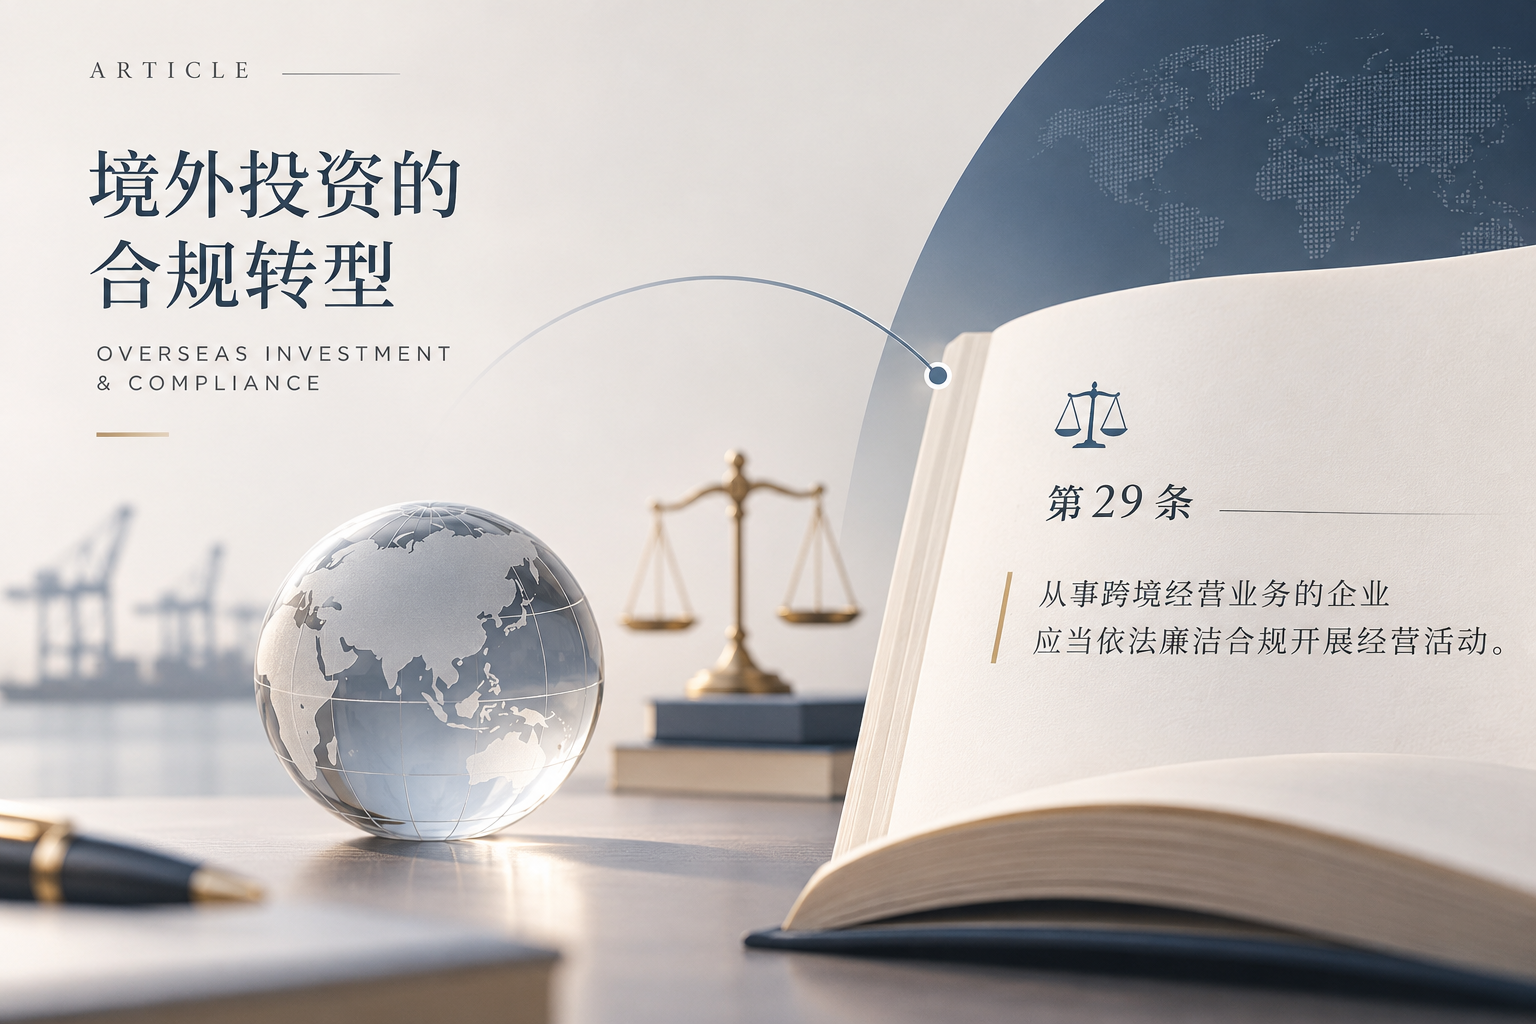 ARTICLE
境外投资的
合规转型
OVERSEAS INVESTMENT
& COMPLIANCE
第 29 条
从事跨境经营业务的企业
应当依法廉洁合规开展经营活动。